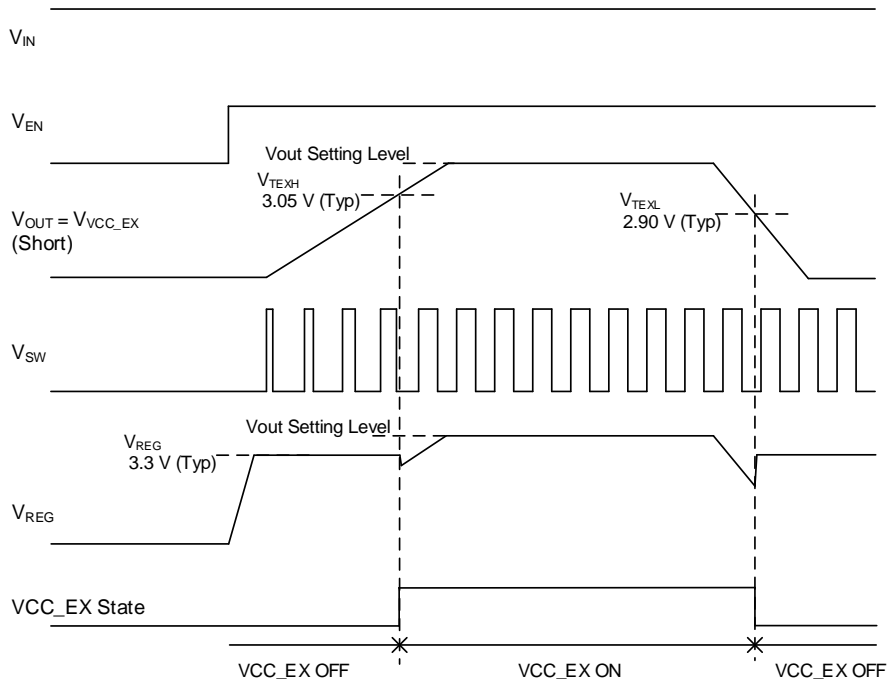 V_IN
V_EN
Vout Setting Level
V_TEXH
3.05 V (Typ)
V_TEXL
2.90 V (Typ)
V_OUT = V_VCC_EX
(Short)
V_SW
Vout Setting Level
V_REG
3.3 V (Typ)
V_REG
VCC_EX State
VCC_EX OFF
VCC_EX ON
VCC_EX OFF